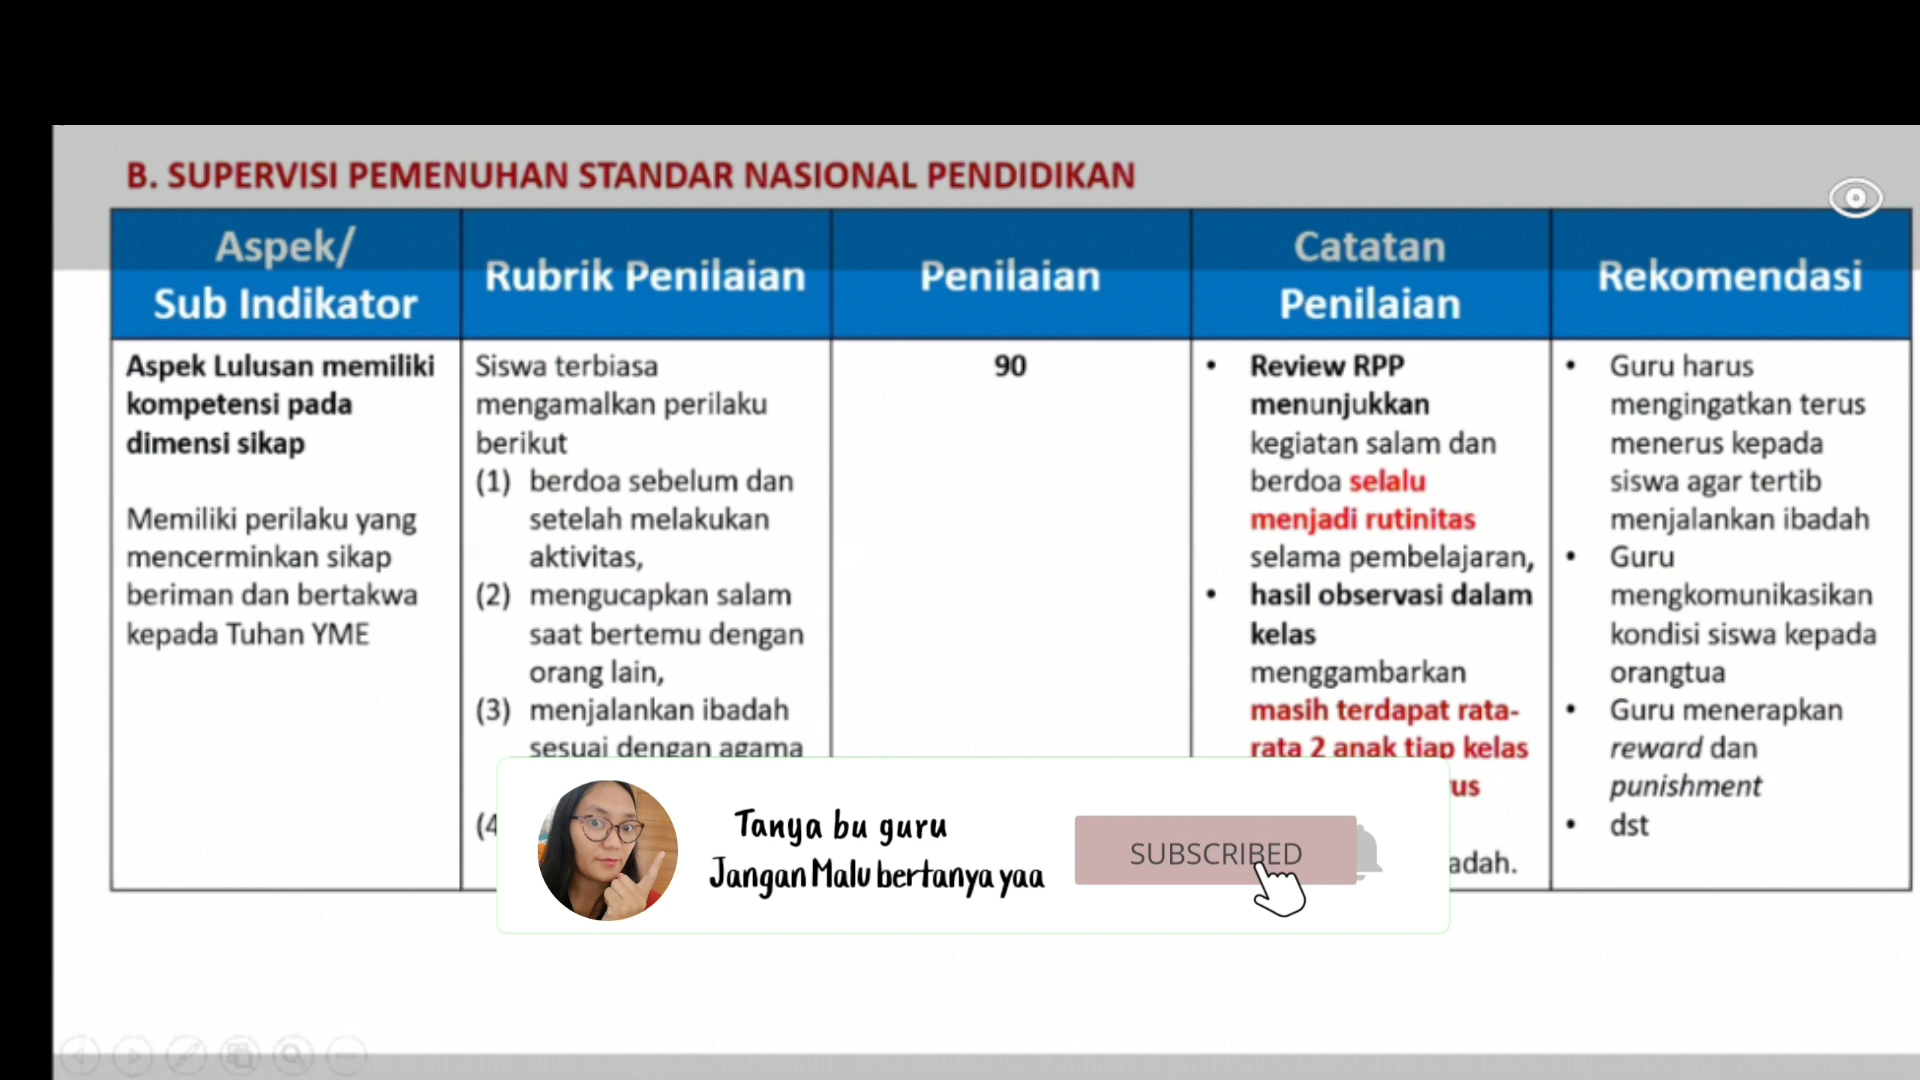 B. SUPERVISI PEMENUHAN STANDAR NASIONAL PENDIDIKAN
Aspek/
Sub Indikator
Rubrik Penilaian
Penilaian
Catatan
Penilaian
Rekomendasi
Aspek Lulusan memiliki
kompetensi pada
dimensi sikap
Memiliki perilaku yang
mencerminkan sikap
beriman dan bertakwa
kepada Tuhan YME
Siswa terbiasa
mengamalkan perilaku
berikut
(1) berdoa sebelum dan
setelah melakukan
aktivitas,
(2) mengucapkan salam
saat bertemu dengan
orang lain,
(3) menjalankan ibadah
sesuai dengan agama
(4
90
• Review RPP
menunjukkan
kegiatan salam dan
berdoa selalu
menjadi rutinitas
selama pembelajaran,
• hasil observasi dalam
kelas
menggambarkan
masih terdapat rata-
rata 2 anak tiap kelas
us
adah.
• Guru harus
mengingatkan terus
menerus kepada
siswa agar tertib
menjalankan ibadah
• Guru
mengkomunikasikan
kondisi siswa kepada
orangtua
• Guru menerapkan
reward dan
punishment
• dst
Tanya bu guru
Jangan Malu bertanya yaa
SUBSCRIBED